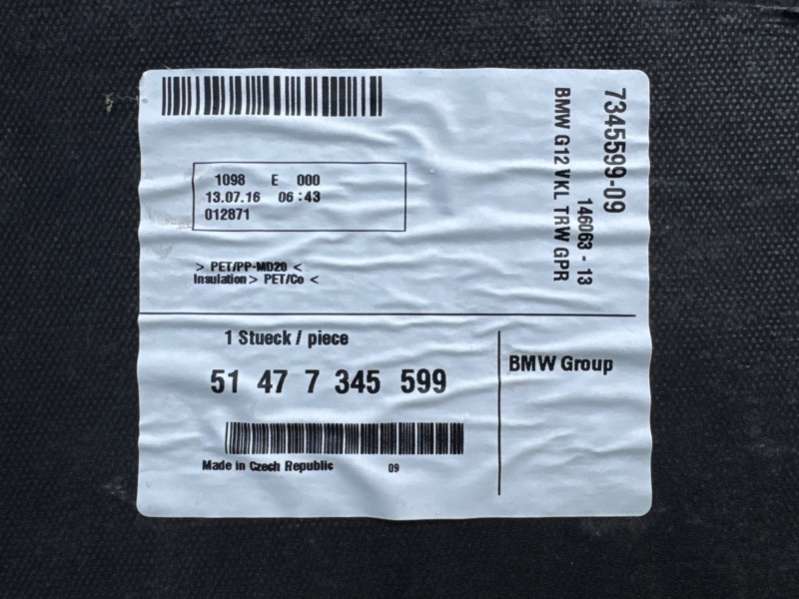 1098 E 000
13.07.16 06:43
012871
> PET/PP-MD20 <
Insulation > PET/Co <
7345599-09
146063 - 13
BMW G12 VKL TRW GPR
1 Stueck / piece
51 47 7 345 599
Made in Czech Republic 09
BMW Group